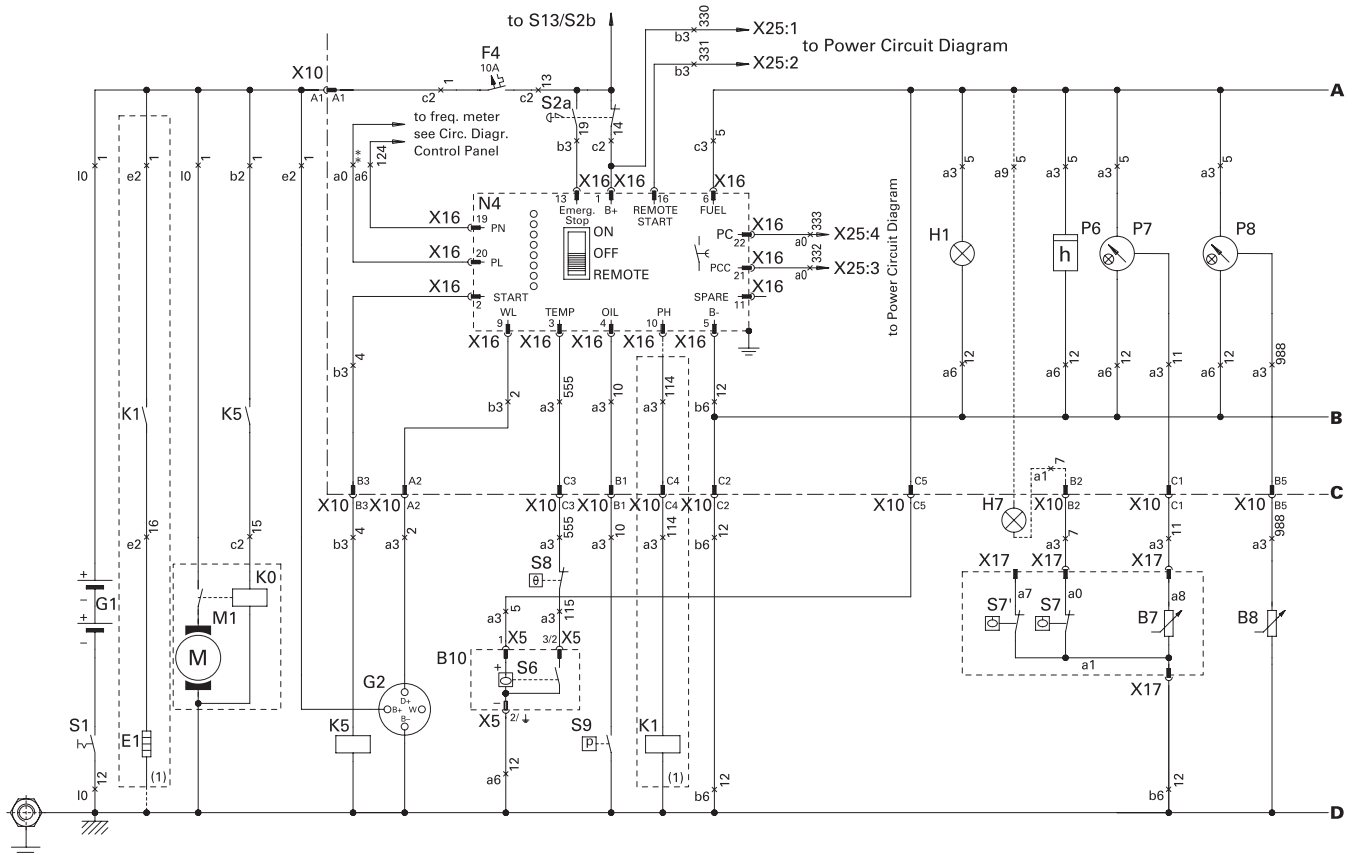 to S13/S2b
330
b3
X25:1
to Power Circuit Diagram
331
b3
X25:2
F4
10A
X10
A1 A1
c2 1
c2 13
A
S2a
to freq. meter
see Circ. Diagr.
Control Panel
19
14
b3
c2
5
c3
**
124
a0 a6
1 1 1 1 1
I0 e2 I0 b2 e2
5 5 5 5 5
a3 a9 a3 a3 a3
X16 X16 X16
N4
13 1 16 6
Emerg.
Stop
B+
REMOTE
START
FUEL
X16 19 PN
ON
OFF
REMOTE
PC 22 X16
a0 333
X25:4
X16 20 PL
PCC 21 X16
a0 332
X25:3
X16 2 START
SPARE 11 X16
WL TEMP OIL PH B-
9 3 4 10 5
X16 X16 X16 X16 X16
to Power Circuit Diagram
H1
P6 P7 P8
h
4
b3
2 555 10 114 12
b3 a3 a3 a3 b6
12 12 12 11 12 988
a6 a6 a6 a3 a6 a3
K1
K5
B
7
a1
B3 A2 C3 B1 C4 C2 C5 B2 C1 B5
C
X10 B3 X10 A2 X10 C3 X10 B1 X10 C4 X10 C2 X10 C5 X10 B2 X10 C1 X10 B5
H7
16 15 4 2 555 10 114 12 7 11 988
e2 c2 b3 a3 a3 a3 a3 b6 a3 a3 a3
S8
θ
X17 X17 X17
+
−
G1
+
−
K0
M1
M
5
a3
115
a3
a7 a0 a8
S7' S7 B7 B8
a1
1 X5 3/2 X5
B10
+
S6
−
X5 2/
X17
G2
D+
B+ W
B-
S1
E1
K5
S9
p
K1
12
I0
(1)
12
a6
(1)
12
b6
12
b6
D